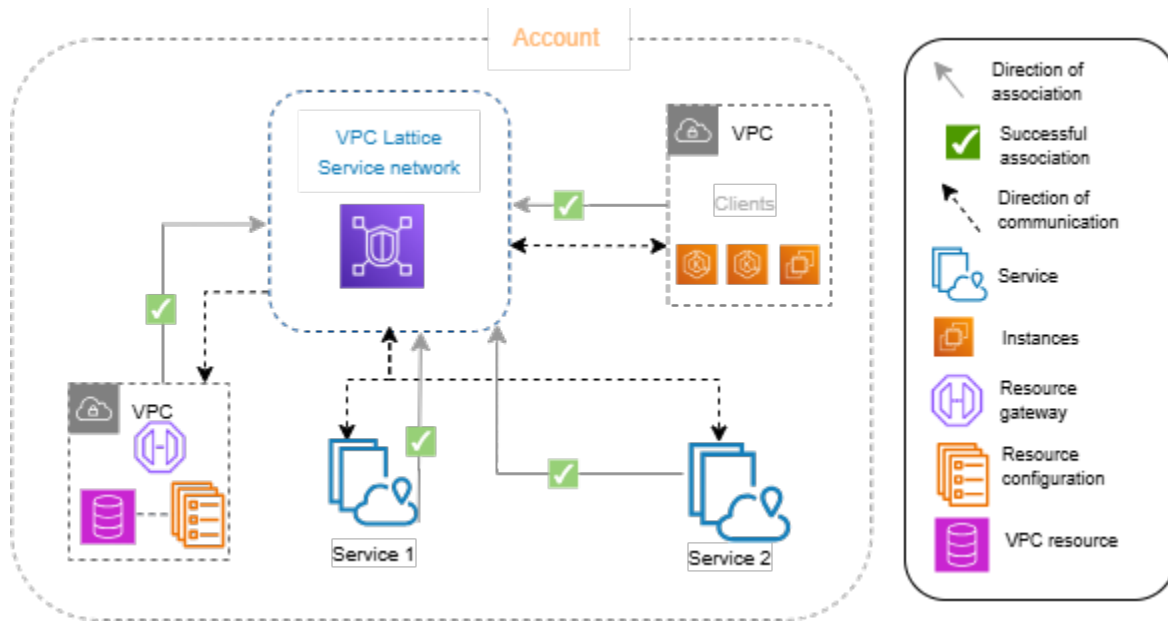 Account
VPC Lattice
Service network
VPC
Clients
VPC
Service 1
Service 2
Direction of
association
Successful
association
Direction of
communication
Service
Instances
Resource
gateway
Resource
configuration
VPC resource